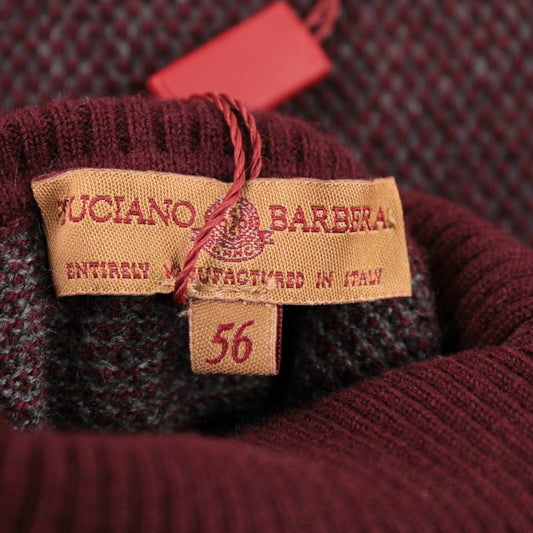 LUCIANO BARBERA
ENTIRELY MANUFACTURED IN ITALY
56